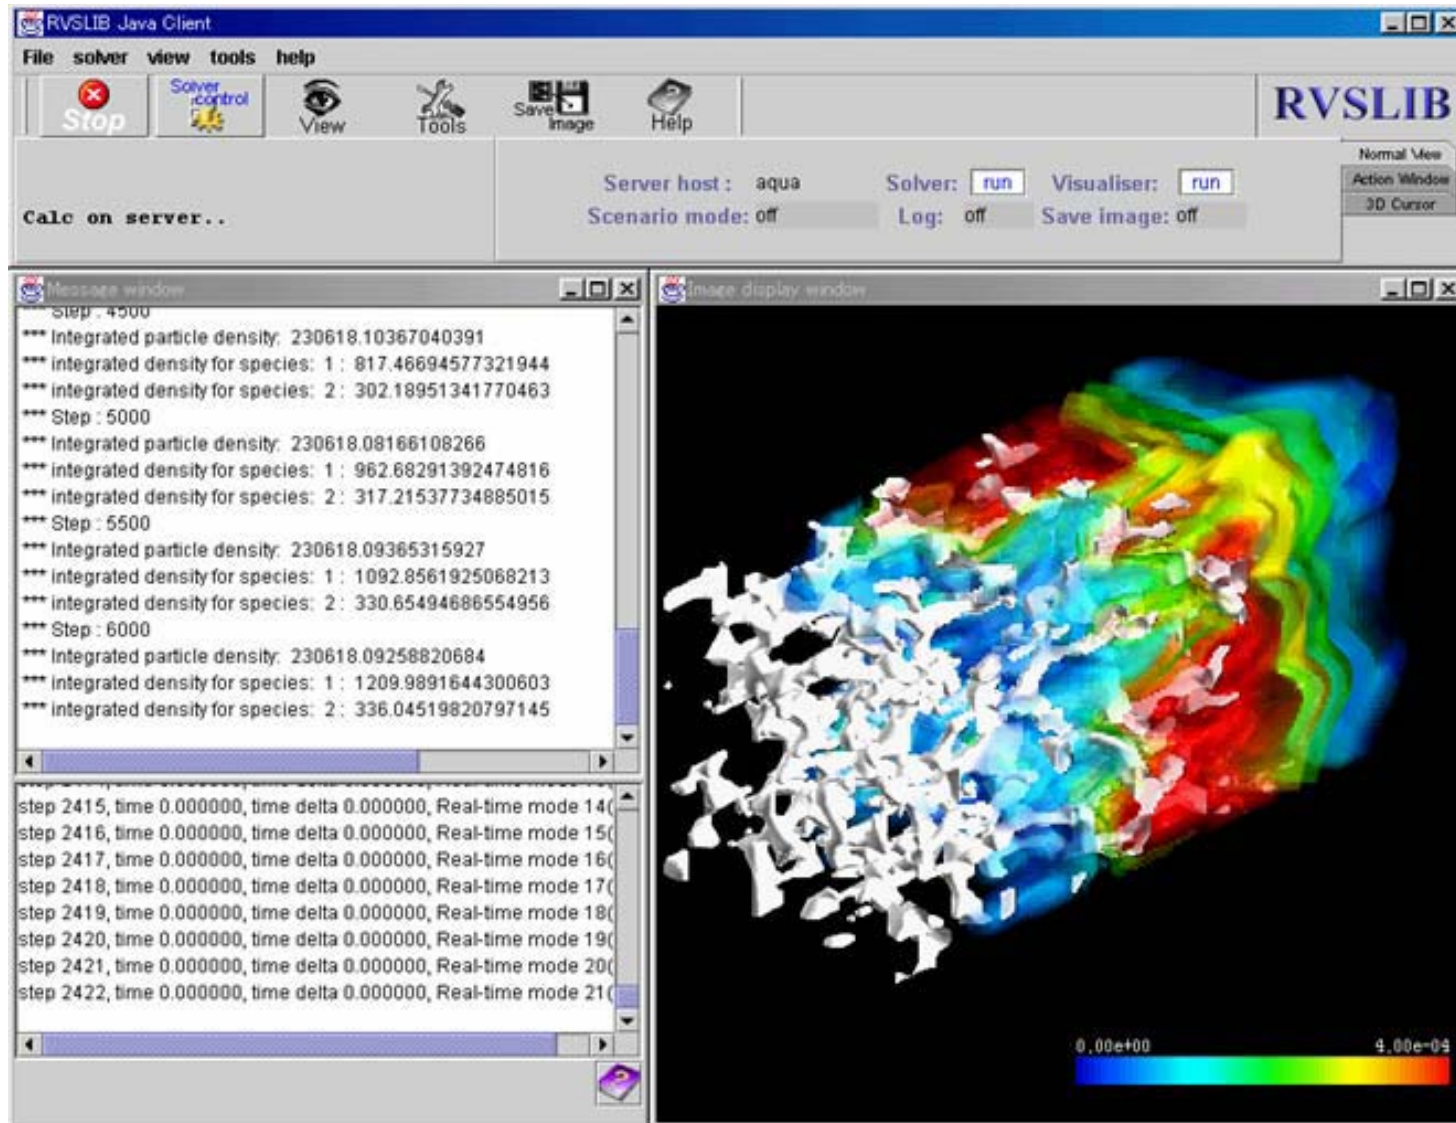 RVSLIB Java Client
File solver view tools help
Stop
Solver control
View
Tools
Save Image
Help
RVSLIB
Normal View
Action Window
3D Cursor
Server host : aqua Solver: run Visualiser: run
Calc on server..
Scenario mode: off Log: off Save image: off
Message window
*** Step : 4500
*** Integrated particle density: 230618.10367040391
*** integrated density for species: 1 : 817.46694577321944
*** integrated density for species: 2 : 302.18951341770463
*** Step : 5000
*** Integrated particle density: 230618.08166108266
*** integrated density for species: 1 : 962.68291392474816
*** integrated density for species: 2 : 317.21537734885015
*** Step : 5500
*** Integrated particle density: 230618.09365315927
*** integrated density for species: 1 : 1092.8561925068213
*** integrated density for species: 2 : 330.65494686554956
*** Step : 6000
*** Integrated particle density: 230618.09258820684
*** integrated density for species: 1 : 1209.9891644300603
*** integrated density for species: 2 : 336.04519820797145
step 2415, time 0.000000, time delta 0.000000, Real-time mode 14(
step 2416, time 0.000000, time delta 0.000000, Real-time mode 15(
step 2417, time 0.000000, time delta 0.000000, Real-time mode 16(
step 2418, time 0.000000, time delta 0.000000, Real-time mode 17(
step 2419, time 0.000000, time delta 0.000000, Real-time mode 18(
step 2420, time 0.000000, time delta 0.000000, Real-time mode 19(
step 2421, time 0.000000, time delta 0.000000, Real-time mode 20(
step 2422, time 0.000000, time delta 0.000000, Real-time mode 21(
Image display window
0.00e+00 4.00e-04